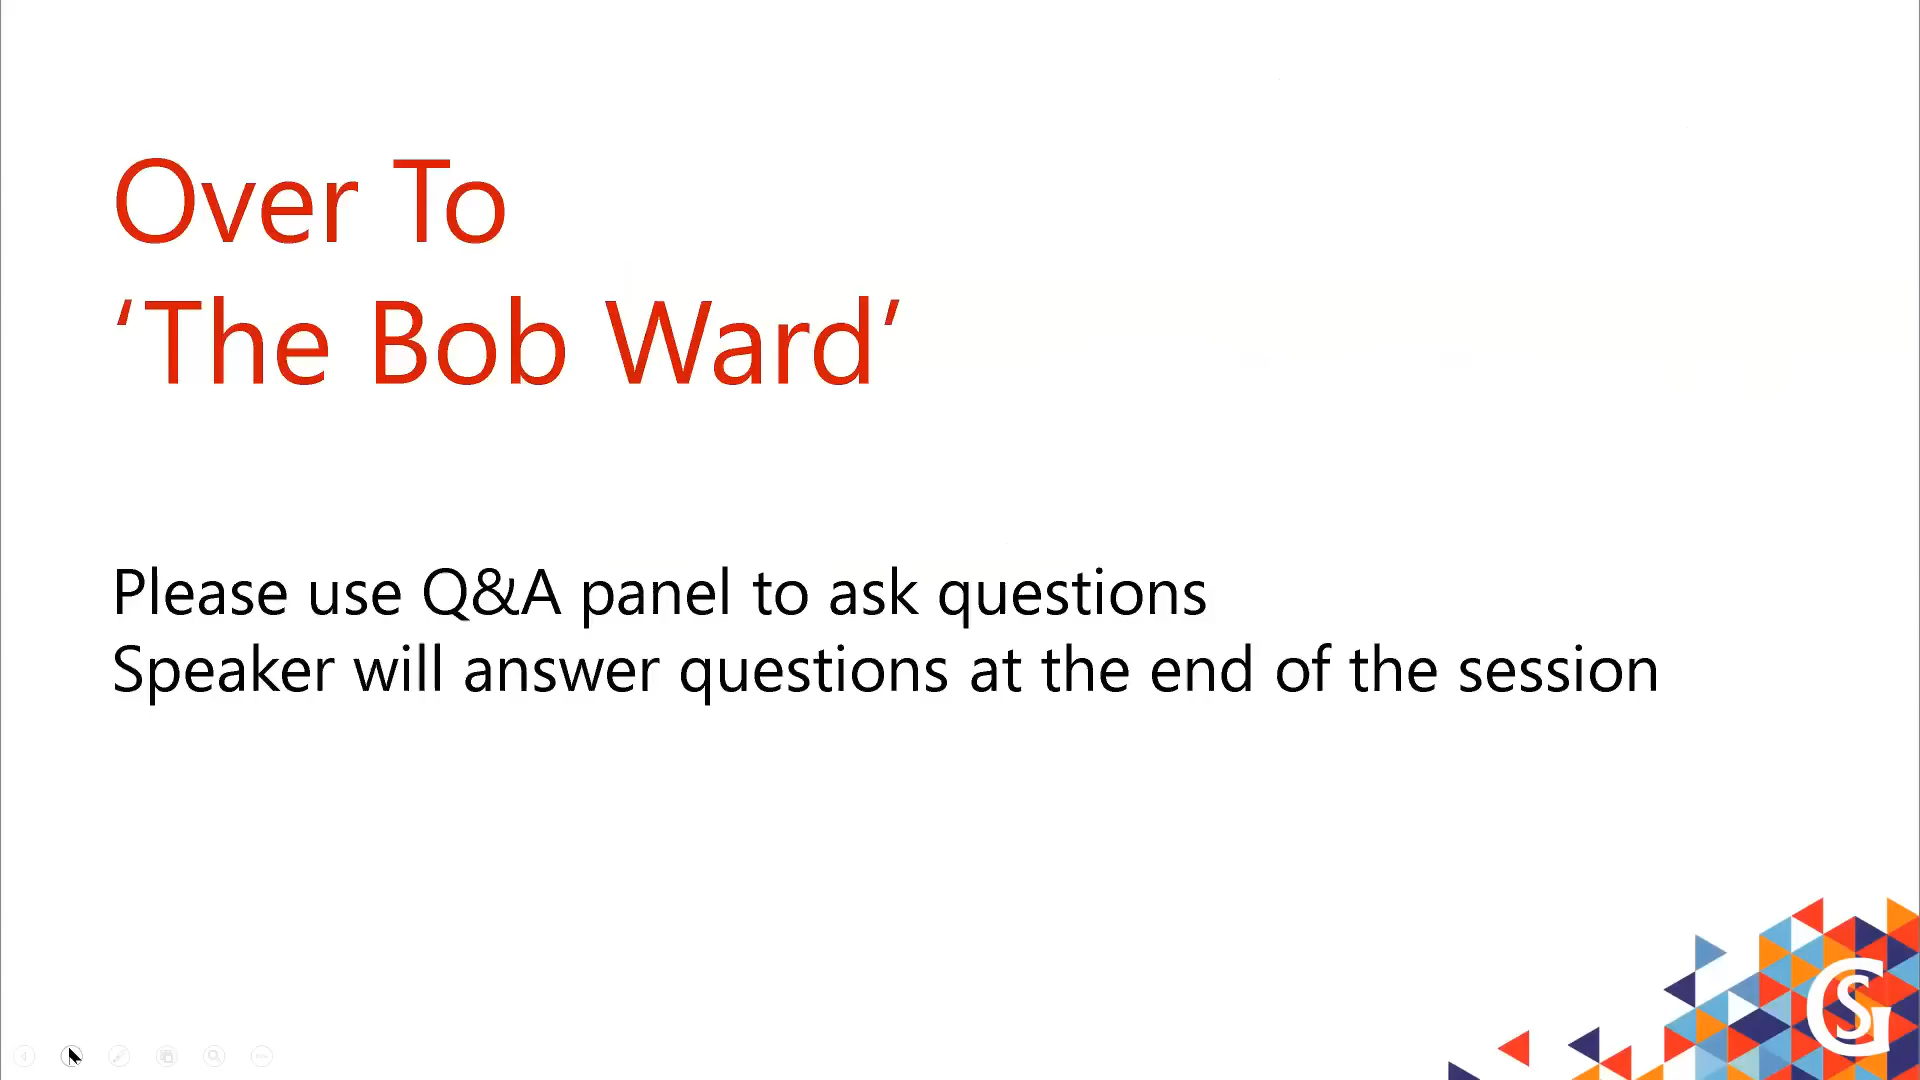 Over To
‘The Bob Ward’
Please use Q&A panel to ask questions
Speaker will answer questions at the end of the session
GS